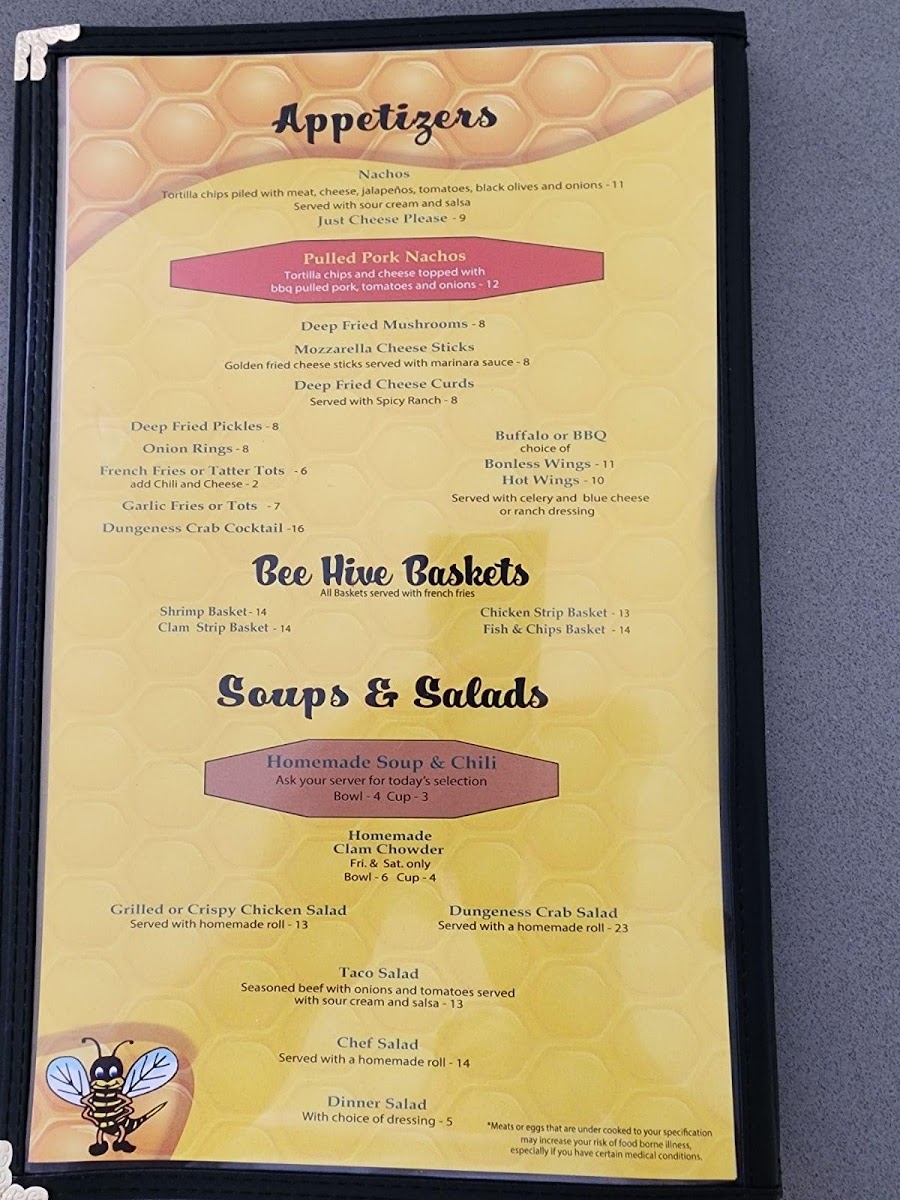 Appetizers
Nachos
Tortilla chips piled with meat, cheese, jalapeños, tomatoes, black olives and onions - 11
Served with sour cream and salsa
Just Cheese Please - 9
Pulled Pork Nachos
Tortilla chips and cheese topped with
bbq pulled pork, tomatoes and onions - 12
Deep Fried Mushrooms - 8
Mozzarella Cheese Sticks
Golden fried cheese sticks served with marinara sauce - 8
Deep Fried Cheese Curds
Served with Spicy Ranch - 8
Deep Fried Pickles - 8
Onion Rings - 8
French Fries or Tatter Tots - 6
add Chili and Cheese - 2
Garlic Fries or Tots - 7
Dungeness Crab Cocktail -16
Buffalo or BBQ
choice of
Bonless Wings - 11
Hot Wings - 10
Served with celery and blue cheese
or ranch dressing
Bee Hive Baskets
All Baskets served with french fries
Shrimp Basket - 14
Clam Strip Basket - 14
Chicken Strip Basket - 13
Fish & Chips Basket - 14
Soups & Salads
Homemade Soup & Chili
Ask your server for today's selection
Bowl - 4 Cup - 3
Homemade
Clam Chowder
Fri. & Sat. only
Bowl - 6 Cup - 4
Grilled or Crispy Chicken Salad
Served with homemade roll - 13
Dungeness Crab Salad
Served with a homemade roll - 23
Taco Salad
Seasoned beef with onions and tomatoes served
with sour cream and salsa - 13
Chef Salad
Served with a homemade roll - 14
Dinner Salad
With choice of dressing - 5
*Meats or eggs that are under cooked to your specification
may increase your risk of food borne illness,
especially if you have certain medical conditions.